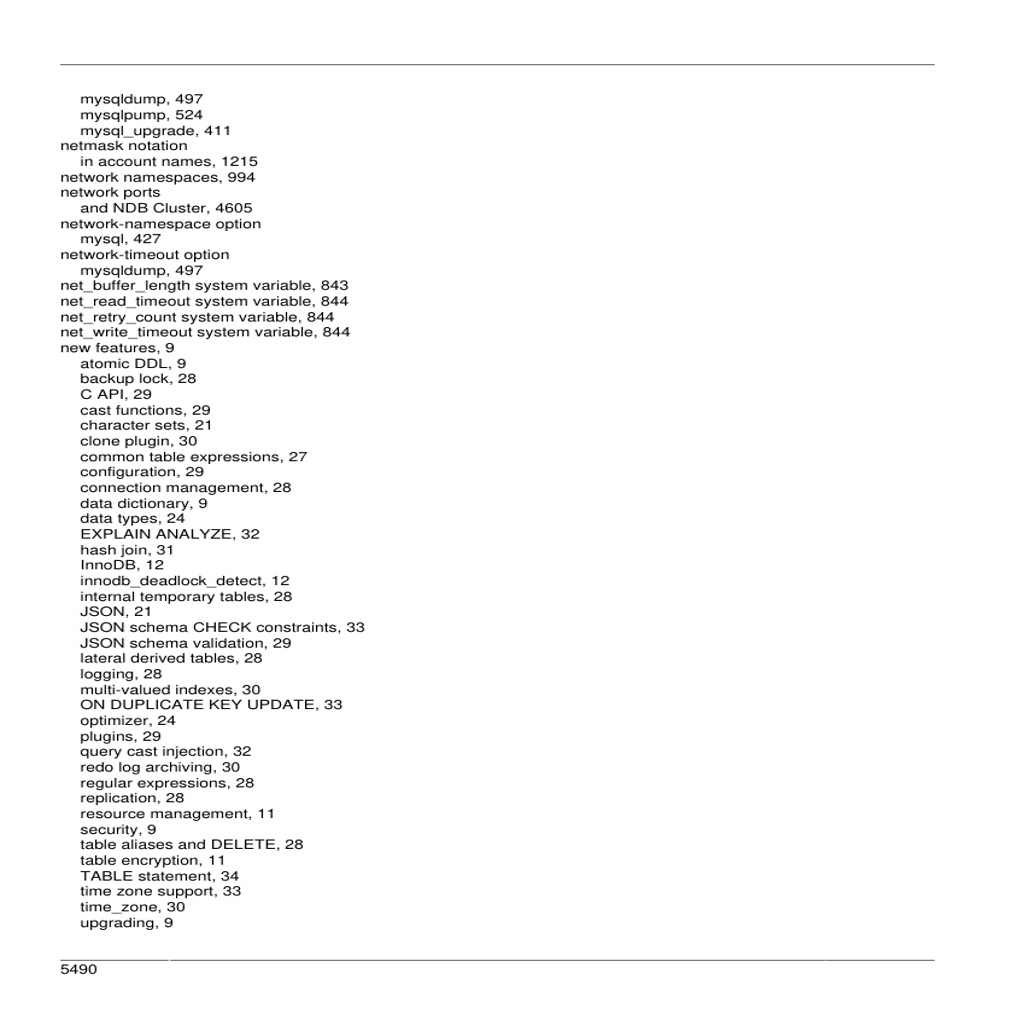 mysqldump, 497
mysqlpump, 524
mysql_upgrade, 411
netmask notation
in account names, 1215
network namespaces, 994
network ports
and NDB Cluster, 4605
network-namespace option
mysql, 427
network-timeout option
mysqldump, 497
net_buffer_length system variable, 843
net_read_timeout system variable, 844
net_retry_count system variable, 844
net_write_timeout system variable, 844
new features, 9
atomic DDL, 9
backup lock, 28
C API, 29
cast functions, 29
character sets, 21
clone plugin, 30
common table expressions, 27
configuration, 29
connection management, 28
data dictionary, 9
data types, 24
EXPLAIN ANALYZE, 32
hash join, 31
InnoDB, 12
innodb_deadlock_detect, 12
internal temporary tables, 28
JSON, 21
JSON schema CHECK constraints, 33
JSON schema validation, 29
lateral derived tables, 28
logging, 28
multi-valued indexes, 30
ON DUPLICATE KEY UPDATE, 33
optimizer, 24
plugins, 29
query cast injection, 32
redo log archiving, 30
regular expressions, 28
replication, 28
resource management, 11
security, 9
table aliases and DELETE, 28
table encryption, 11
TABLE statement, 34
time zone support, 33
time_zone, 30
upgrading, 9
5490